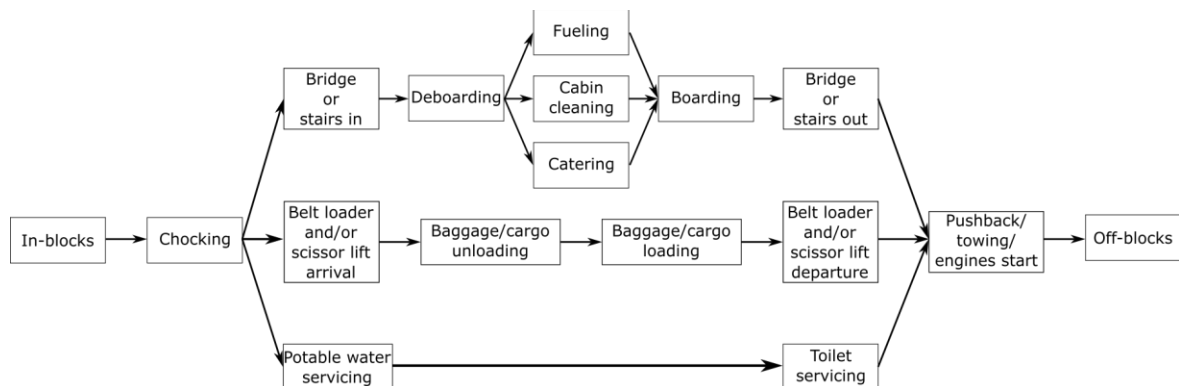 In-blocks
Chocking
Bridge
or
stairs in
Deboarding
Fueling
Cabin
cleaning
Catering
Boarding
Bridge
or
stairs out
Belt loader
and/or
scissor lift
arrival
Baggage/cargo
unloading
Baggage/cargo
loading
Belt loader
and/or
scissor lift
departure
Potable water
servicing
Toilet
servicing
Pushback/
towing/
engines start
Off-blocks